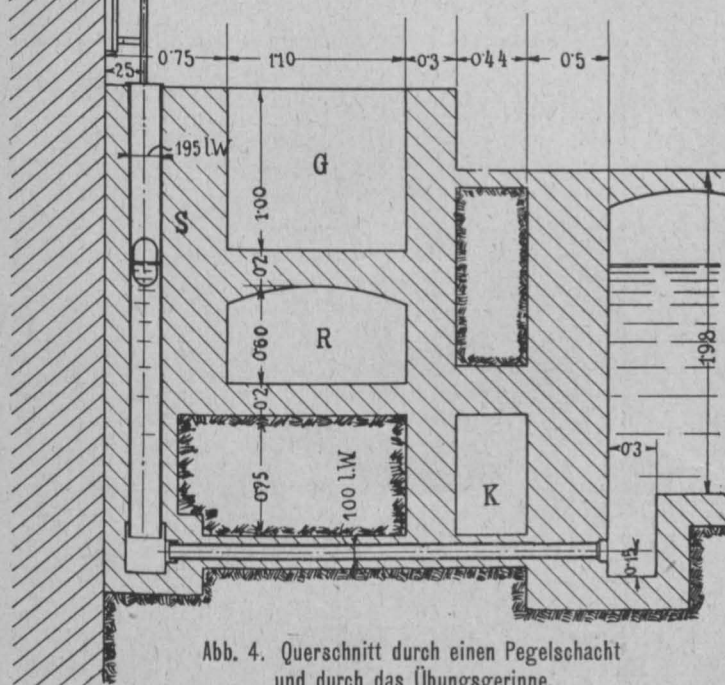 25
0·75
1·10
0·3
0·44
0·5
195 l.W
G
1·00
S
0·2
R
0·60
1·98
0·2
0·3
0·75
100 l.W
K
0·15
Abb. 4. Querschnitt durch einen Pegelschacht
und durch das Übungsgerinne